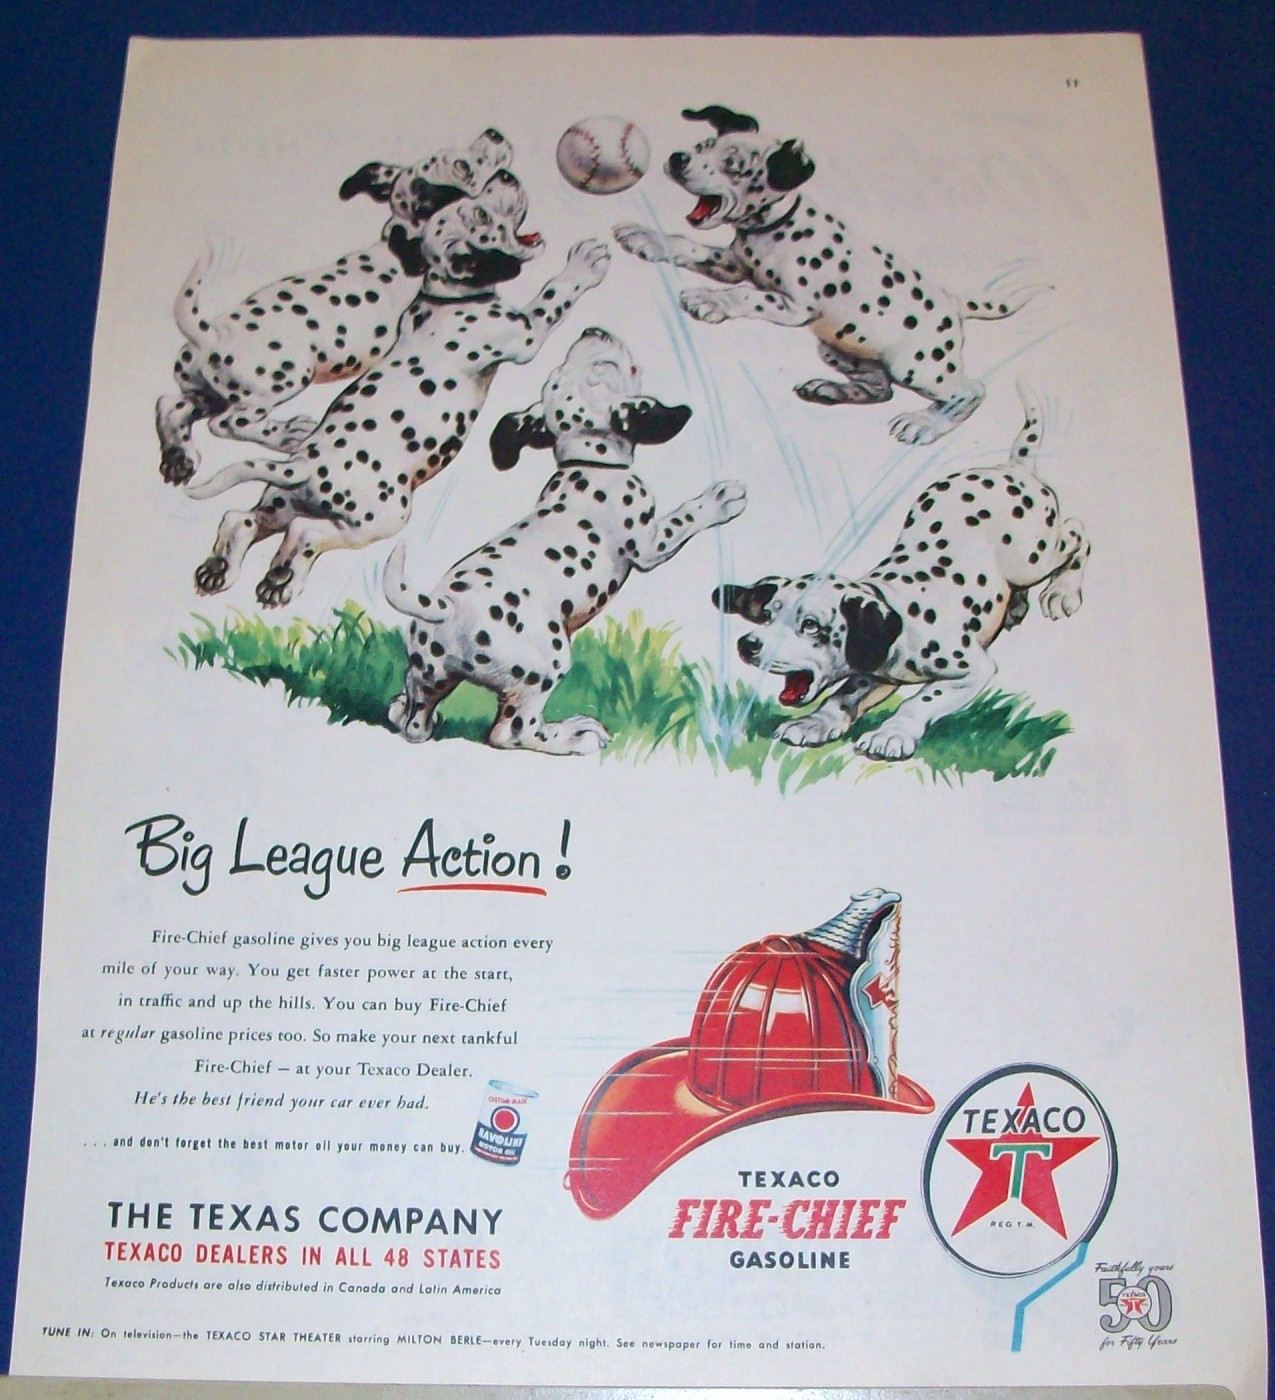 11
Big League Action!
Fire-Chief gasoline gives you big league action every
mile of your way. You get faster power at the start,
in traffic and up the hills. You can buy Fire-Chief
at regular gasoline prices too. So make your next tankful
Fire-Chief — at your Texaco Dealer.
He's the best friend your car ever had.
. . . and don't forget the best motor oil your money can buy.
CUSTOM-MADE
HAVOLINE
MOTOR OIL
THE TEXAS COMPANY
TEXACO DEALERS IN ALL 48 STATES
Texaco Products are also distributed in Canada and Latin America
TEXACO
FIRE-CHIEF
GASOLINE
TEXACO
T
REG T.M.
Faithfully yours
50
TEXACO
for Fifty Years
TUNE IN: On television—the TEXACO STAR THEATER starring MILTON BERLE—every Tuesday night. See newspaper for time and station.